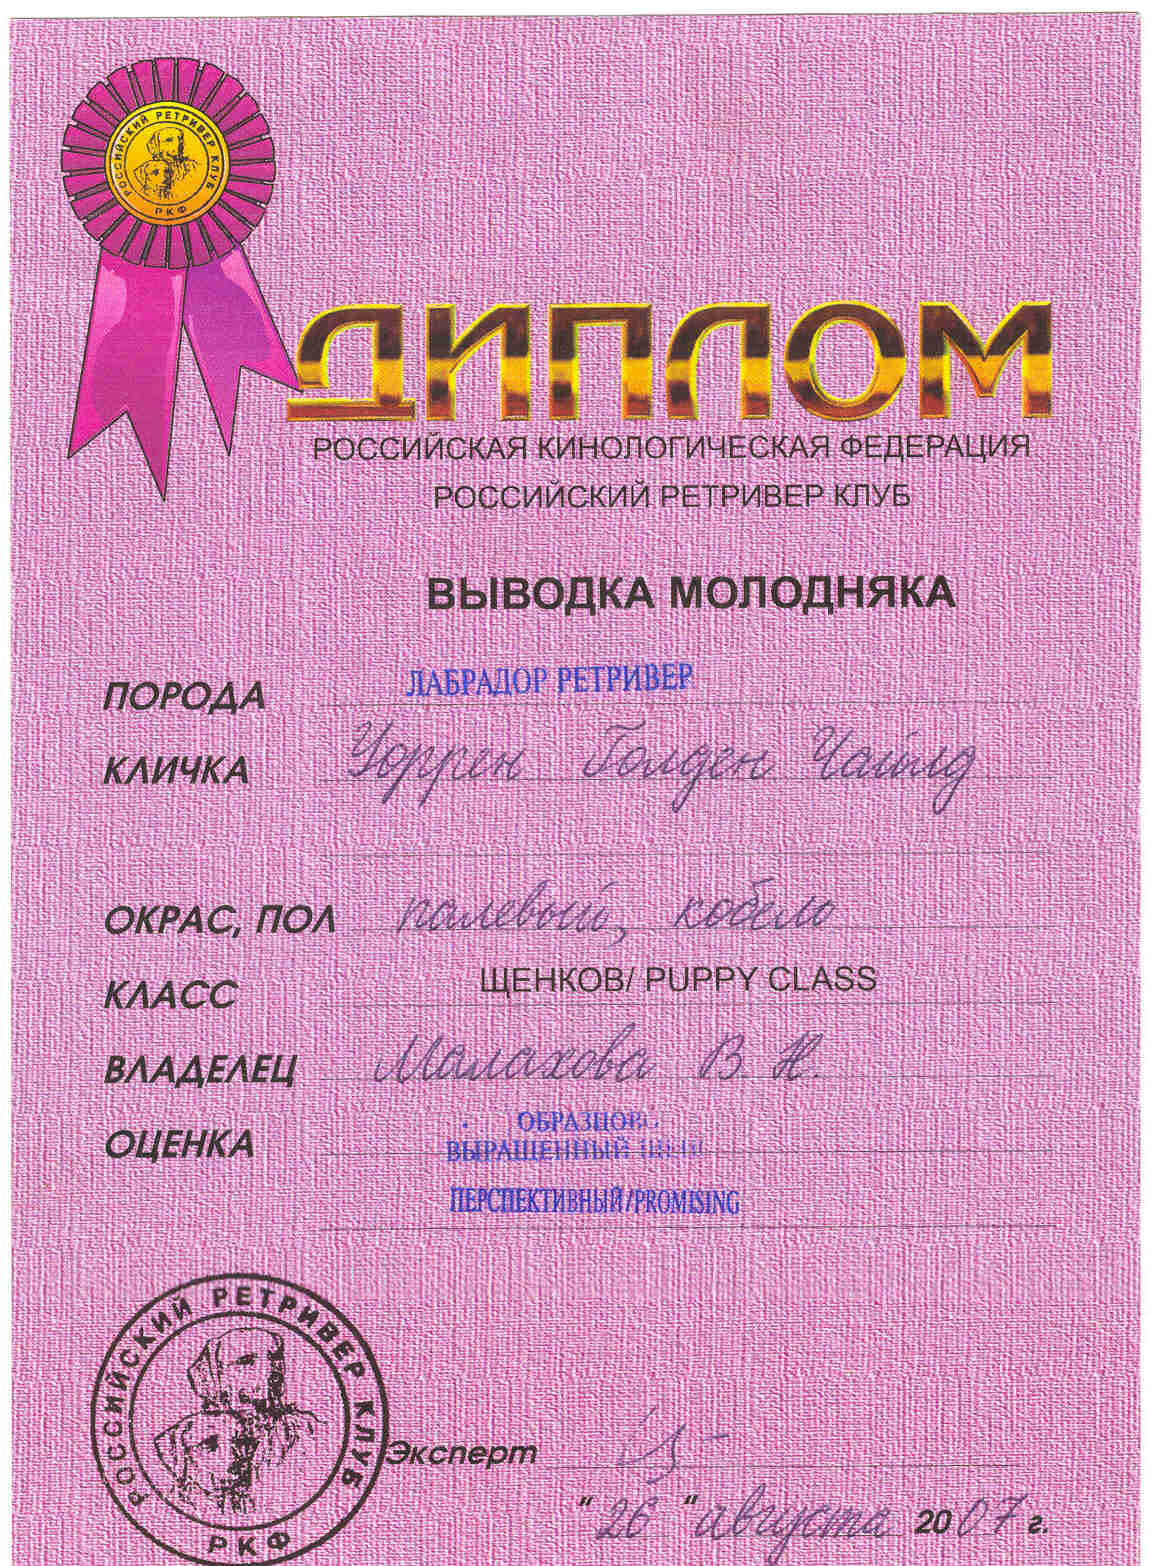 РОССИЙСКИЙ РЕТРИВЕР КЛУБ
РКФ
ДИПЛОМ
РОССИЙСКАЯ КИНОЛОГИЧЕСКАЯ ФЕДЕРАЦИЯ
РОССИЙСКИЙ РЕТРИВЕР КЛУБ
ВЫВОДКА МОЛОДНЯКА
ПОРОДА ЛАБРАДОР РЕТРИВЕР
КЛИЧКА Уоррен Голден Чайлд
ОКРАС, ПОЛ палевый, кобель
КЛАСС ЩЕНКОВ/ PUPPY CLASS
ВЛАДЕЛЕЦ Малахова В. Н.
ОЦЕНКА ОБРАЗЦОВО
ВЫРАЩЕННЫЙ
ПЕРСПЕКТИВНЫЙ/PROMISING
РОССИЙСКИЙ РЕТРИВЕР КЛУБ
РКФ
Эксперт
"26" августа 2007 г.